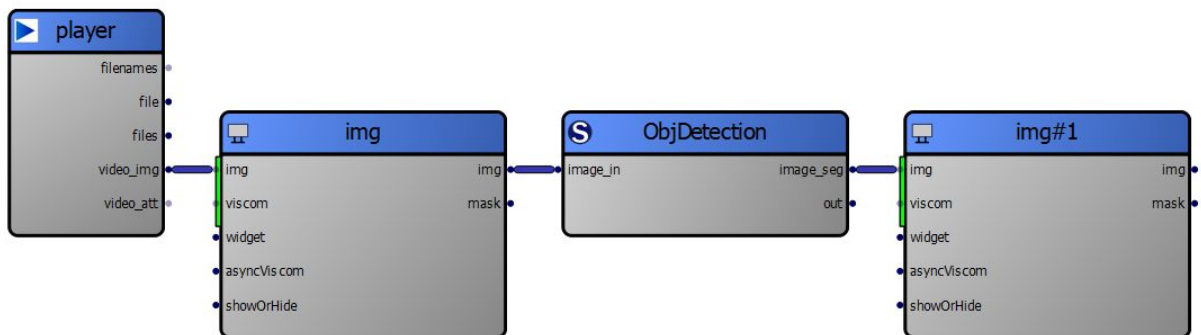 player
filenames
file
files
video_img
video_att
img
img
viscom
widget
asyncViscom
showOrHide
img
mask
S
ObjDetection
image_in
image_seg
out
img#1
img
viscom
widget
asyncViscom
showOrHide
img
mask